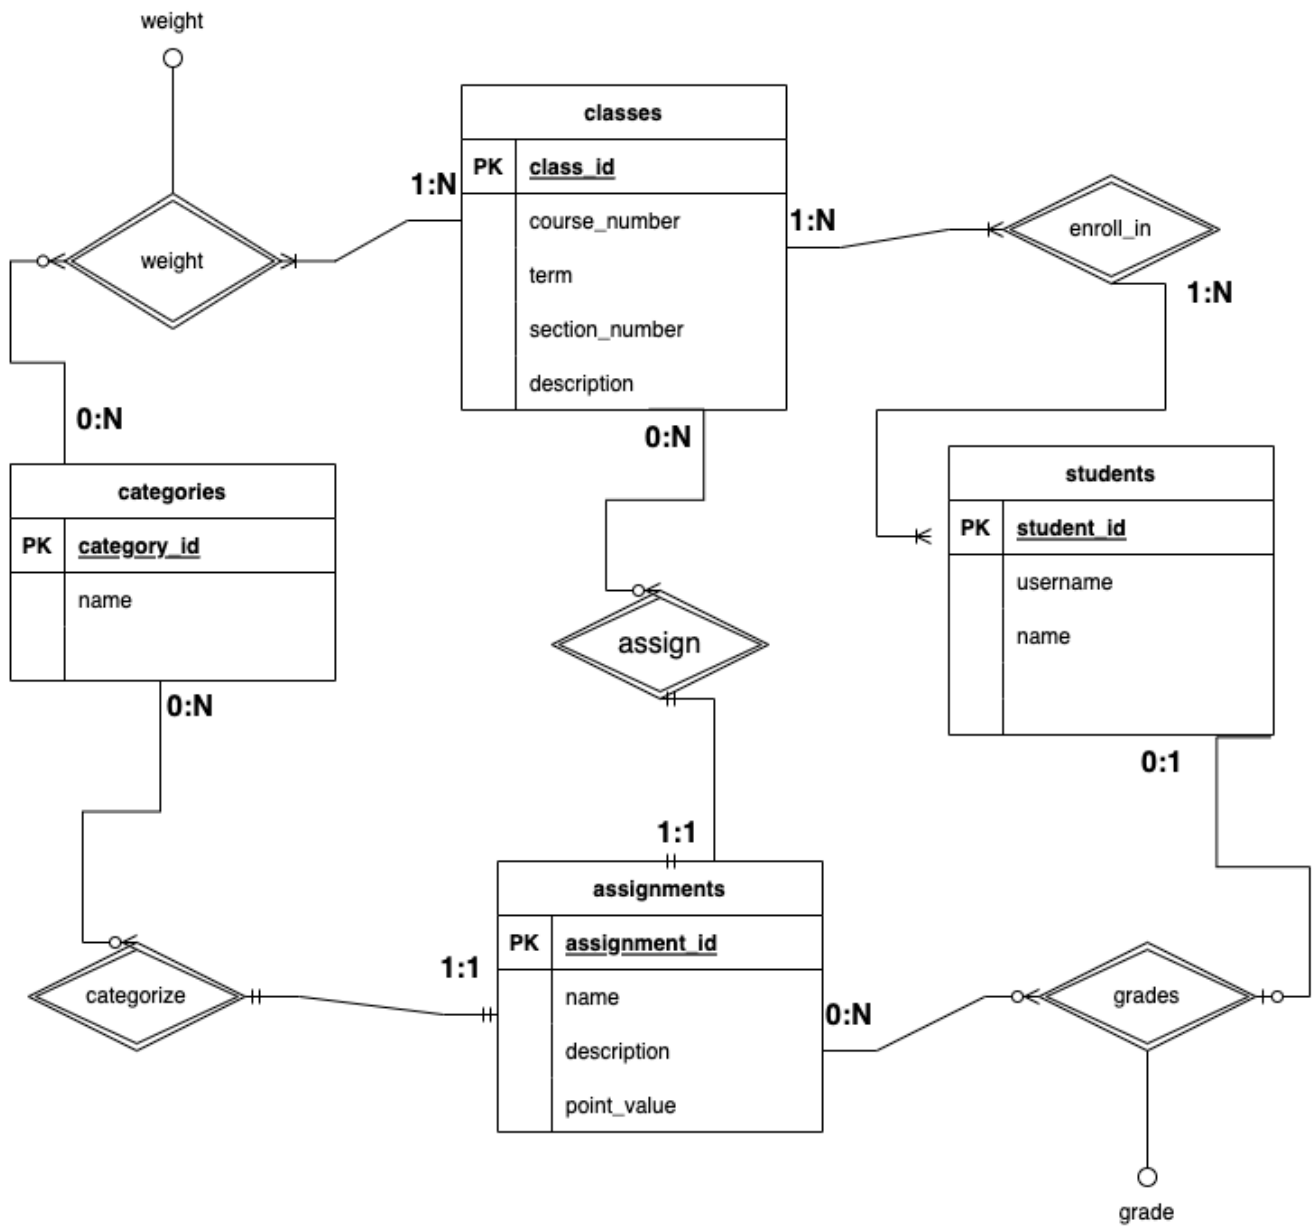 weight
classes
PK class_id
1:N
course_number
1:N
enroll_in
weight
term
1:N
section_number
description
0:N
0:N
categories
students
PK category_id
PK student_id
name
username
name
assign
0:N
0:1
1:1
assignments
PK assignment_id
1:1
categorize
name
0:N
grades
description
point_value
grade